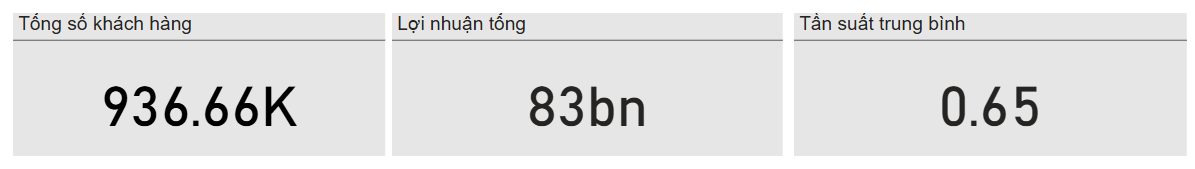 Tổng số khách hàng
936.66K
Lợi nhuận tổng
83bn
Tần suất trung bình
0.65